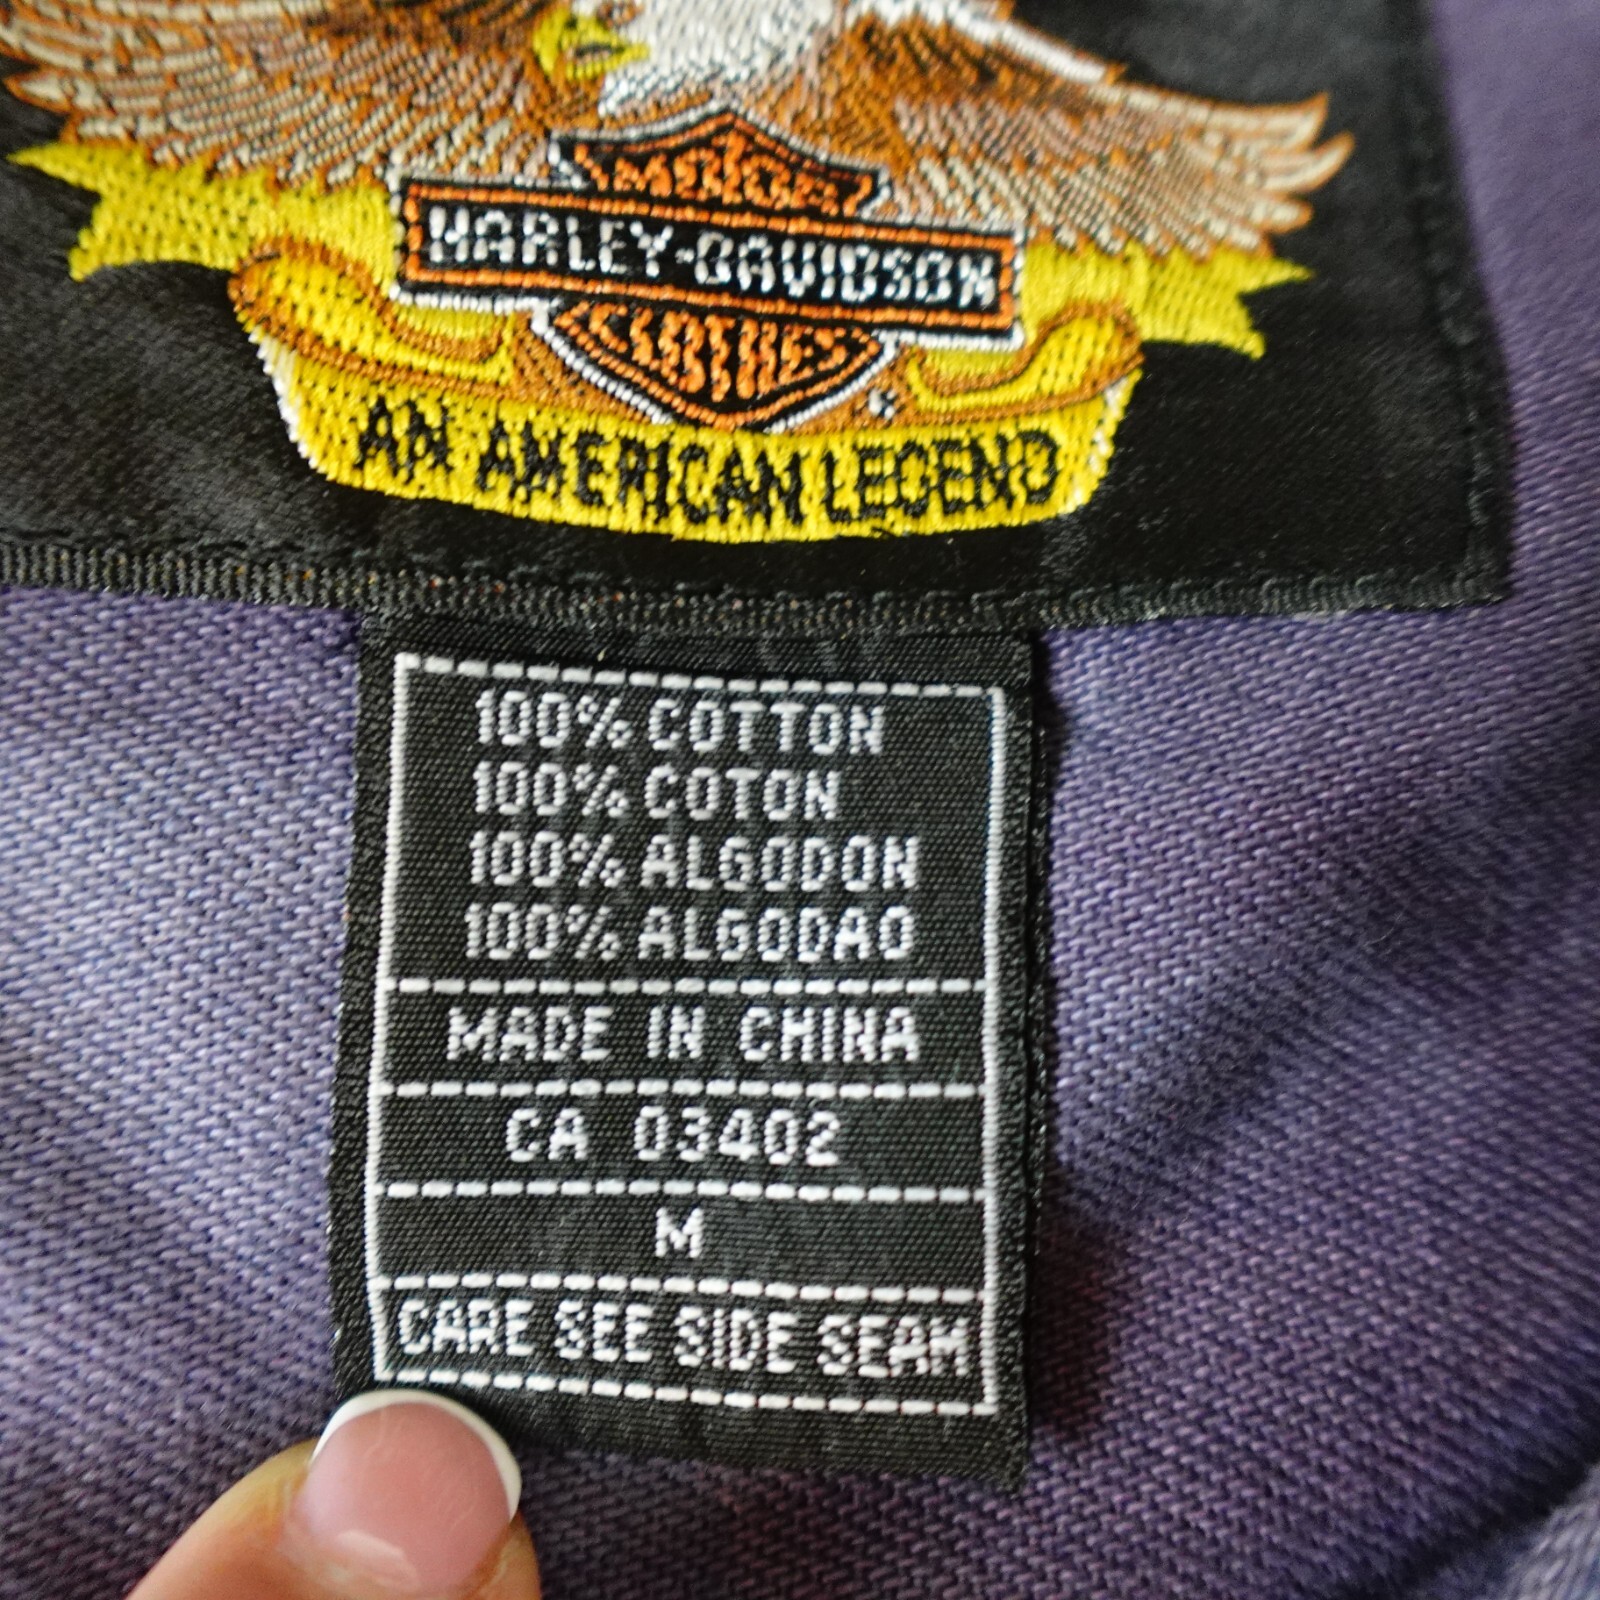 MOTOR
HARLEY-DAVIDSON
CLOTHES
AN AMERICAN LEGEND
100% COTTON
100% COTON
100% ALGODON
100% ALGODAO
MADE IN CHINA
CA 03402
M
CARE SEE SIDE SEAM